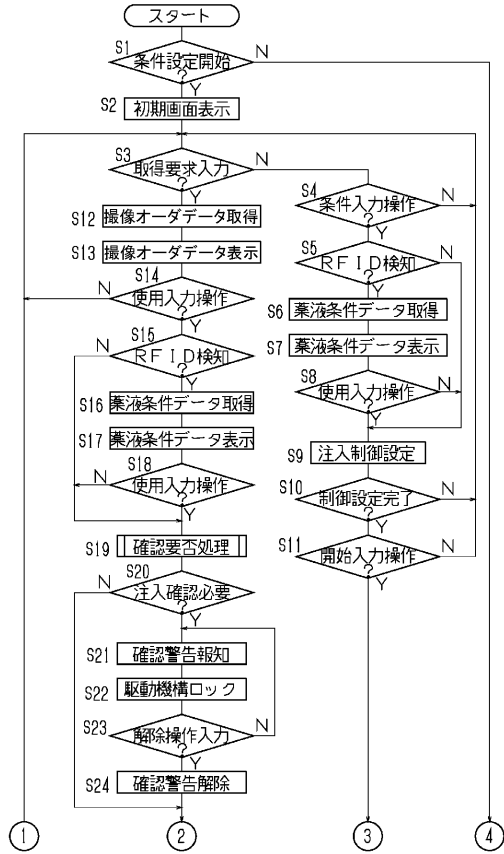 スタート
S1
条件設定開始
?
N
Y
S2
初期画面表示
S3
取得要求入力
?
N
Y
S12
撮像オーダデータ取得
S13
撮像オーダデータ表示
S14
使用入力操作
?
N
Y
S15
RFID検知
?
N
Y
S16
薬液条件データ取得
S17
薬液条件データ表示
S18
使用入力操作
?
N
Y
S19
確認要否処理
S20
注入確認必要
?
N
Y
S21
確認警告報知
S22
駆動機構ロック
S23
解除操作入力
?
N
Y
S24
確認警告解除
S4
条件入力操作
?
N
Y
S5
RFID検知
?
N
Y
S6
薬液条件データ取得
S7
薬液条件データ表示
S8
使用入力操作
?
N
Y
S9
注入制御設定
S10
制御設定完了
?
N
Y
S11
開始入力操作
?
N
Y
1
2
3
4